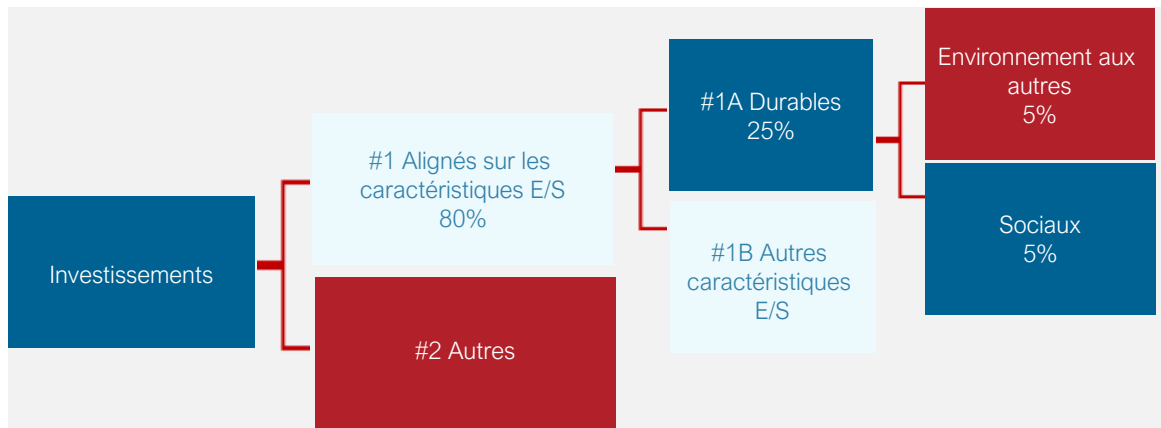 Investissements
#1 Alignés sur les
caractéristiques E/S
80%
#2 Autres
#1A Durables
25%
#1B Autres
caractéristiques
E/S
Environnement aux
autres
5%
Sociaux
5%